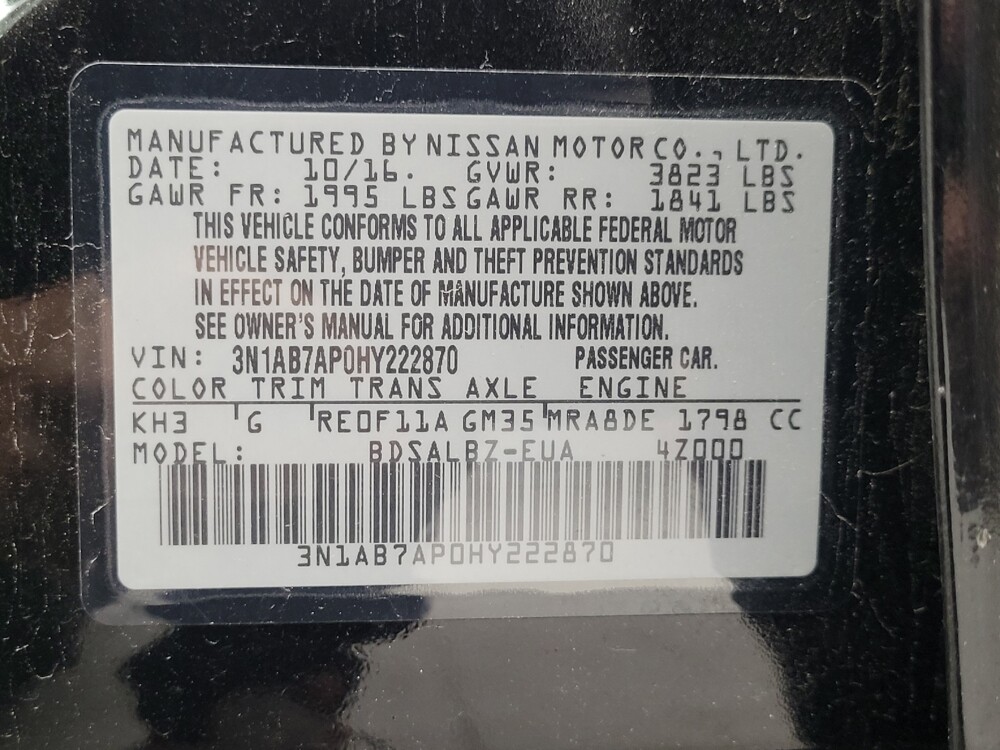 MANUFACTURED BY NISSAN MOTOR CO., LTD.
DATE: 10/16. GVWR: 3823 LBS
GAWR FR: 1995 LBS GAWR RR: 1841 LBS
THIS VEHICLE CONFORMS TO ALL APPLICABLE FEDERAL MOTOR
VEHICLE SAFETY, BUMPER AND THEFT PREVENTION STANDARDS
IN EFFECT ON THE DATE OF MANUFACTURE SHOWN ABOVE.
SEE OWNER'S MANUAL FOR ADDITIONAL INFORMATION.
VIN: 3N1AB7AP0HY222870 PASSENGER CAR.
COLOR TRIM TRANS AXLE ENGINE
KH3 G RE0F11A GM35 MRA8DE 1798 CC
MODEL: BDSALBZ-EUA 4Z000
3N1AB7AP0HY222870